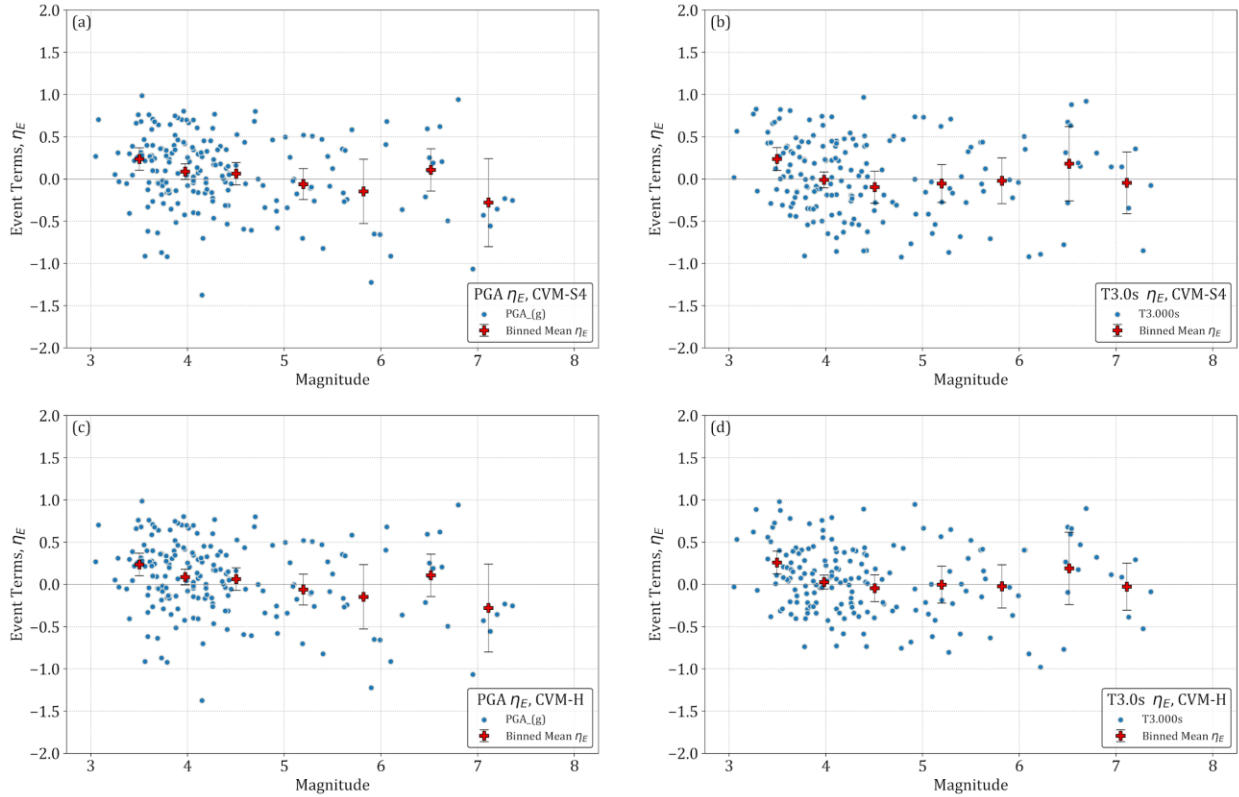 (a)
2.0
1.5
1.0
0.5
0.0
−0.5
−1.0
−1.5
−2.0
Event Terms, ηE
PGA ηE, CVM-S4
PGA_(g)
Binned Mean ηE
3 4 5 6 7 8
Magnitude
(b)
2.0
1.5
1.0
0.5
0.0
−0.5
−1.0
−1.5
−2.0
Event Terms, ηE
T3.0s ηE, CVM-S4
T3.000s
Binned Mean ηE
3 4 5 6 7 8
Magnitude
(c)
2.0
1.5
1.0
0.5
0.0
−0.5
−1.0
−1.5
−2.0
Event Terms, ηE
PGA ηE, CVM-H
PGA_(g)
Binned Mean ηE
3 4 5 6 7 8
Magnitude
(d)
2.0
1.5
1.0
0.5
0.0
−0.5
−1.0
−1.5
−2.0
Event Terms, ηE
T3.0s ηE, CVM-H
T3.000s
Binned Mean ηE
3 4 5 6 7 8
Magnitude